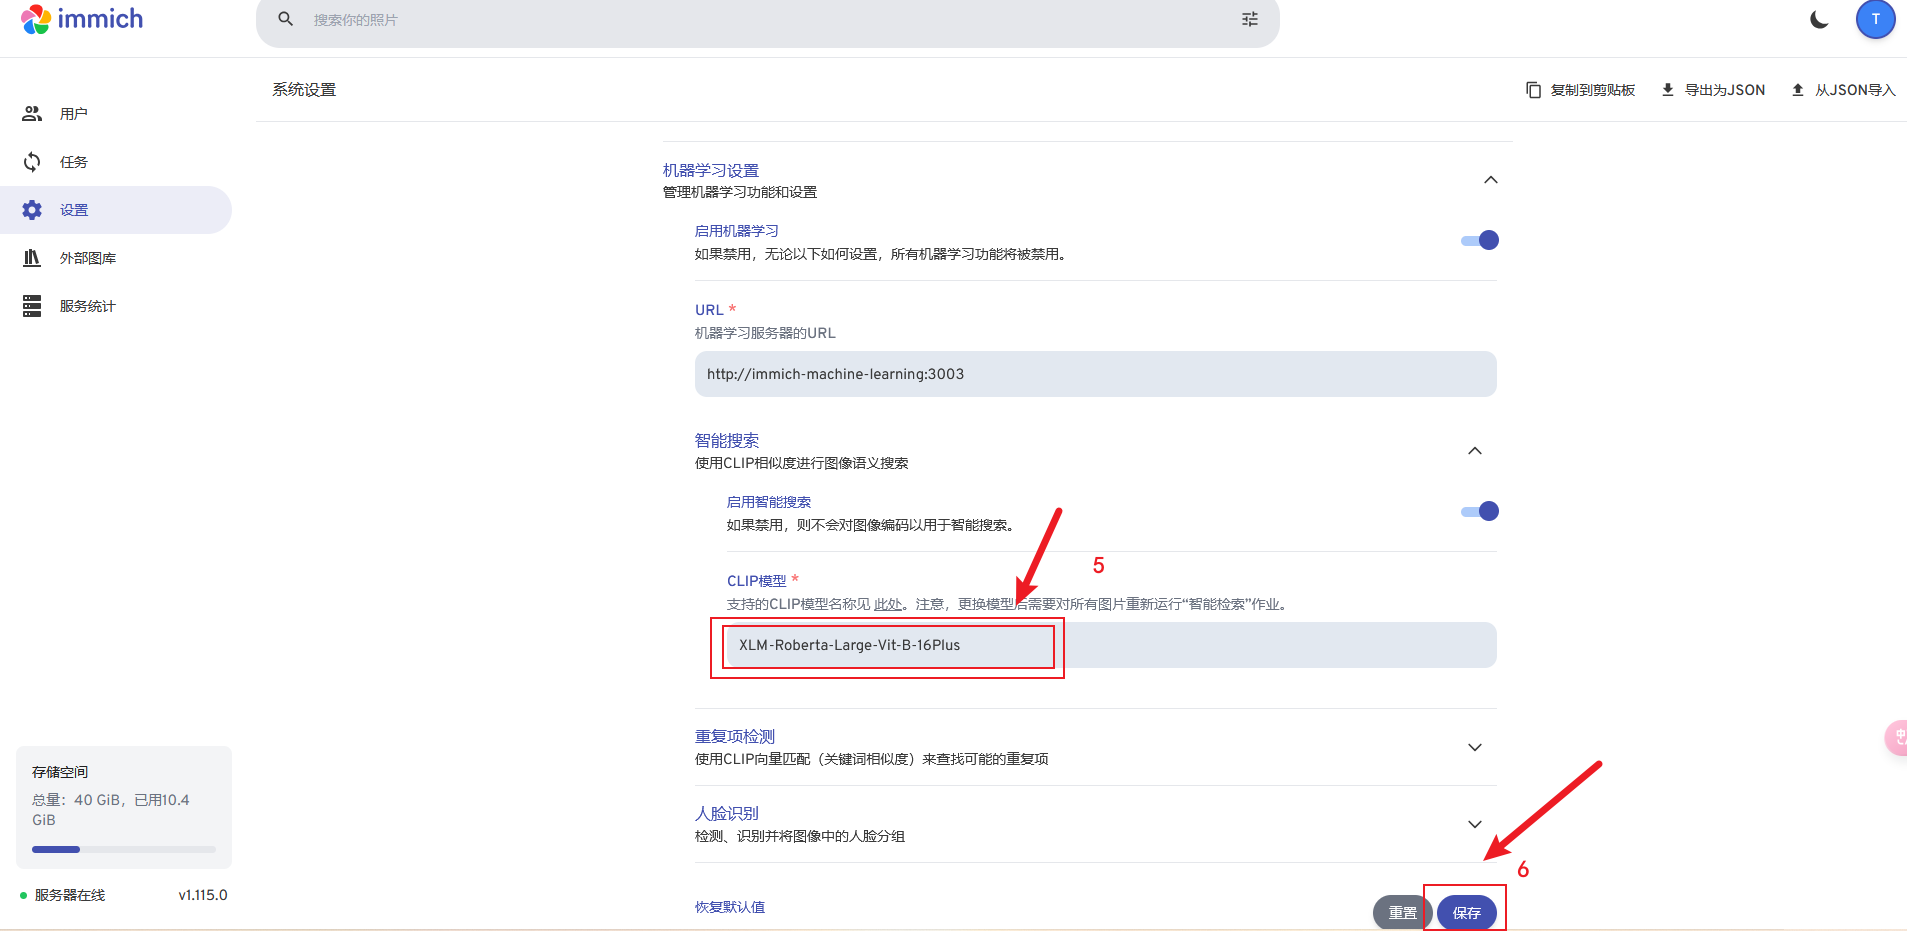 immich
搜索你的照片
T
系统设置
复制到剪贴板
导出为JSON
从JSON导入
用户
任务
设置
外部图库
服务统计
机器学习设置
管理机器学习功能和设置
启用机器学习
如果禁用，无论以下如何设置，所有机器学习功能将被禁用。
URL *
机器学习服务器的URL
http://immich-machine-learning:3003
智能搜索
使用CLIP相似度进行图像语义搜索
启用智能搜索
如果禁用，则不会对图像编码以用于智能搜索。
5
CLIP模型 *
支持的CLIP模型名称见 此处。注意，更换模型后需要对所有图片重新运行“智能检索”作业。
XLM-Roberta-Large-Vit-B-16Plus
重复项检测
使用CLIP向量匹配（关键词相似度）来查找可能的重复项
人脸识别
检测、识别并将图像中的人脸分组
6
恢复默认值
重置
保存
存储空间
总量：40 GiB，已用10.4
GiB
服务器在线
v1.115.0
中